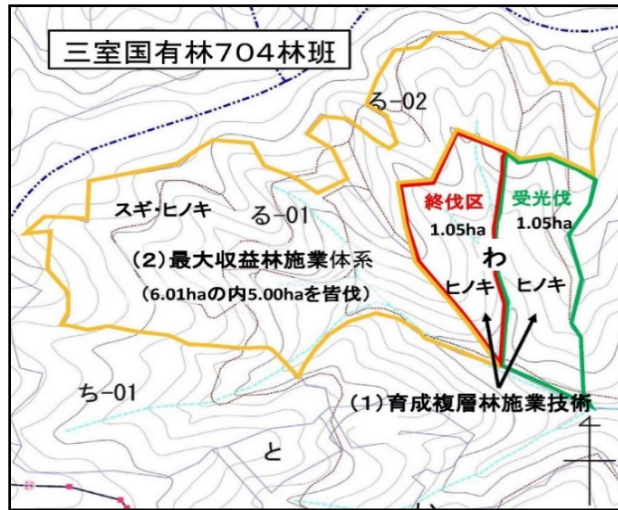 三室国有林704林班
る-02
スギ・ヒノキ
る-01
終伐区
1.05ha
受光伐
1.05ha
わ
(2)最大収益林施業体系
(6.01haの内5.00haを皆伐)
ヒノキ
ヒノキ
ち-01
(1)育成複層林施業技術
と